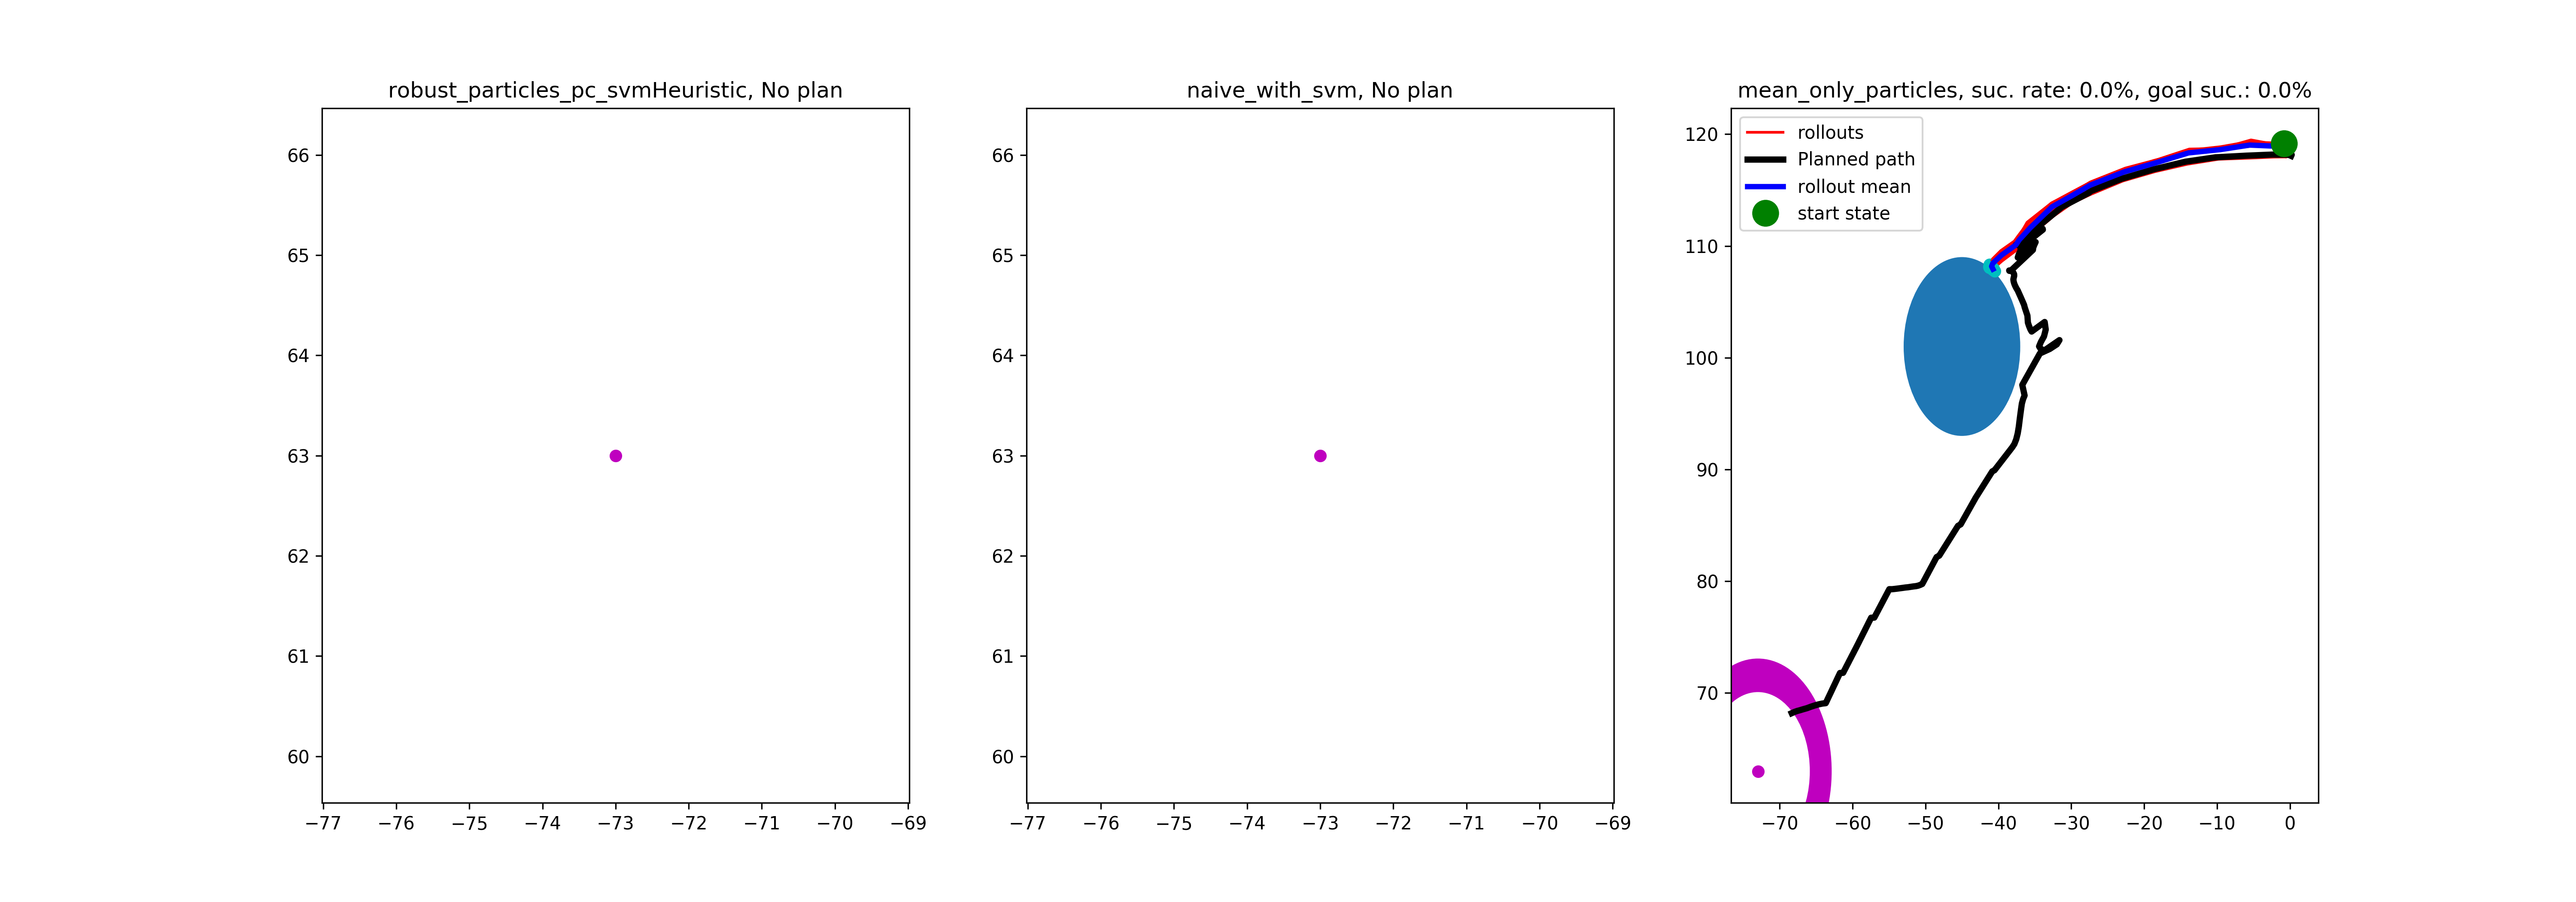 robust_particles_pc_svmHeuristic, No plan
66
65
64
63
62
61
60
−77 −76 −75 −74 −73 −72 −71 −70 −69
naive_with_svm, No plan
66
65
64
63
62
61
60
−77 −76 −75 −74 −73 −72 −71 −70 −69
mean_only_particles, suc. rate: 0.0%, goal suc.: 0.0%
rollouts
Planned path
rollout mean
start state
120
110
100
90
80
70
−70 −60 −50 −40 −30 −20 −10 0